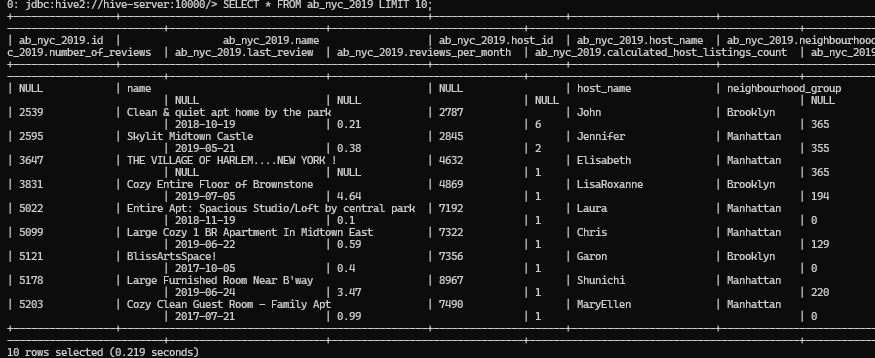 0: jdbc:hive2://hive-server:10000/> SELECT * FROM ab_nyc_2019 LIMIT 10;
| ab_nyc_2019.id | ab_nyc_2019.name | ab_nyc_2019.host_id | ab_nyc_2019.host_name | ab_nyc_2019.neighbourhood
c_2019.number_of_reviews | ab_nyc_2019.last_review | ab_nyc_2019.reviews_per_month | ab_nyc_2019.calculated_host_listings_count | ab_nyc_2019
| NULL | name | NULL | host_name | neighbourhood_group
| NULL | NULL | NULL | NULL
| 2539 | Clean & quiet apt home by the park | 2787 | John | Brooklyn
| 2018-10-19 | 0.21 | 6 | 365
| 2595 | Skylit Midtown Castle | 2845 | Jennifer | Manhattan
| 2019-05-21 | 0.38 | 2 | 355
| 3647 | THE VILLAGE OF HARLEM....NEW YORK ! | 4632 | Elisabeth | Manhattan
| NULL | NULL | 1 | 365
| 3831 | Cozy Entire Floor of Brownstone | 4869 | LisaRoxanne | Brooklyn
| 2019-07-05 | 4.64 | 1 | 194
| 5022 | Entire Apt: Spacious Studio/Loft by central park | 7192 | Laura | Manhattan
| 2018-11-19 | 0.1 | 1 | 0
| 5099 | Large Cozy 1 BR Apartment In Midtown East | 7322 | Chris | Manhattan
| 2019-06-22 | 0.59 | 1 | 129
| 5121 | BlissArtsSpace! | 7356 | Garon | Brooklyn
| 2017-10-05 | 0.4 | 1 | 0
| 5178 | Large Furnished Room Near B'way | 8967 | Shunichi | Manhattan
| 2019-06-24 | 3.47 | 1 | 220
| 5203 | Cozy Clean Guest Room - Family Apt | 7490 | MaryEllen | Manhattan
| 2017-07-21 | 0.99 | 1 | 0
10 rows selected (0.219 seconds)